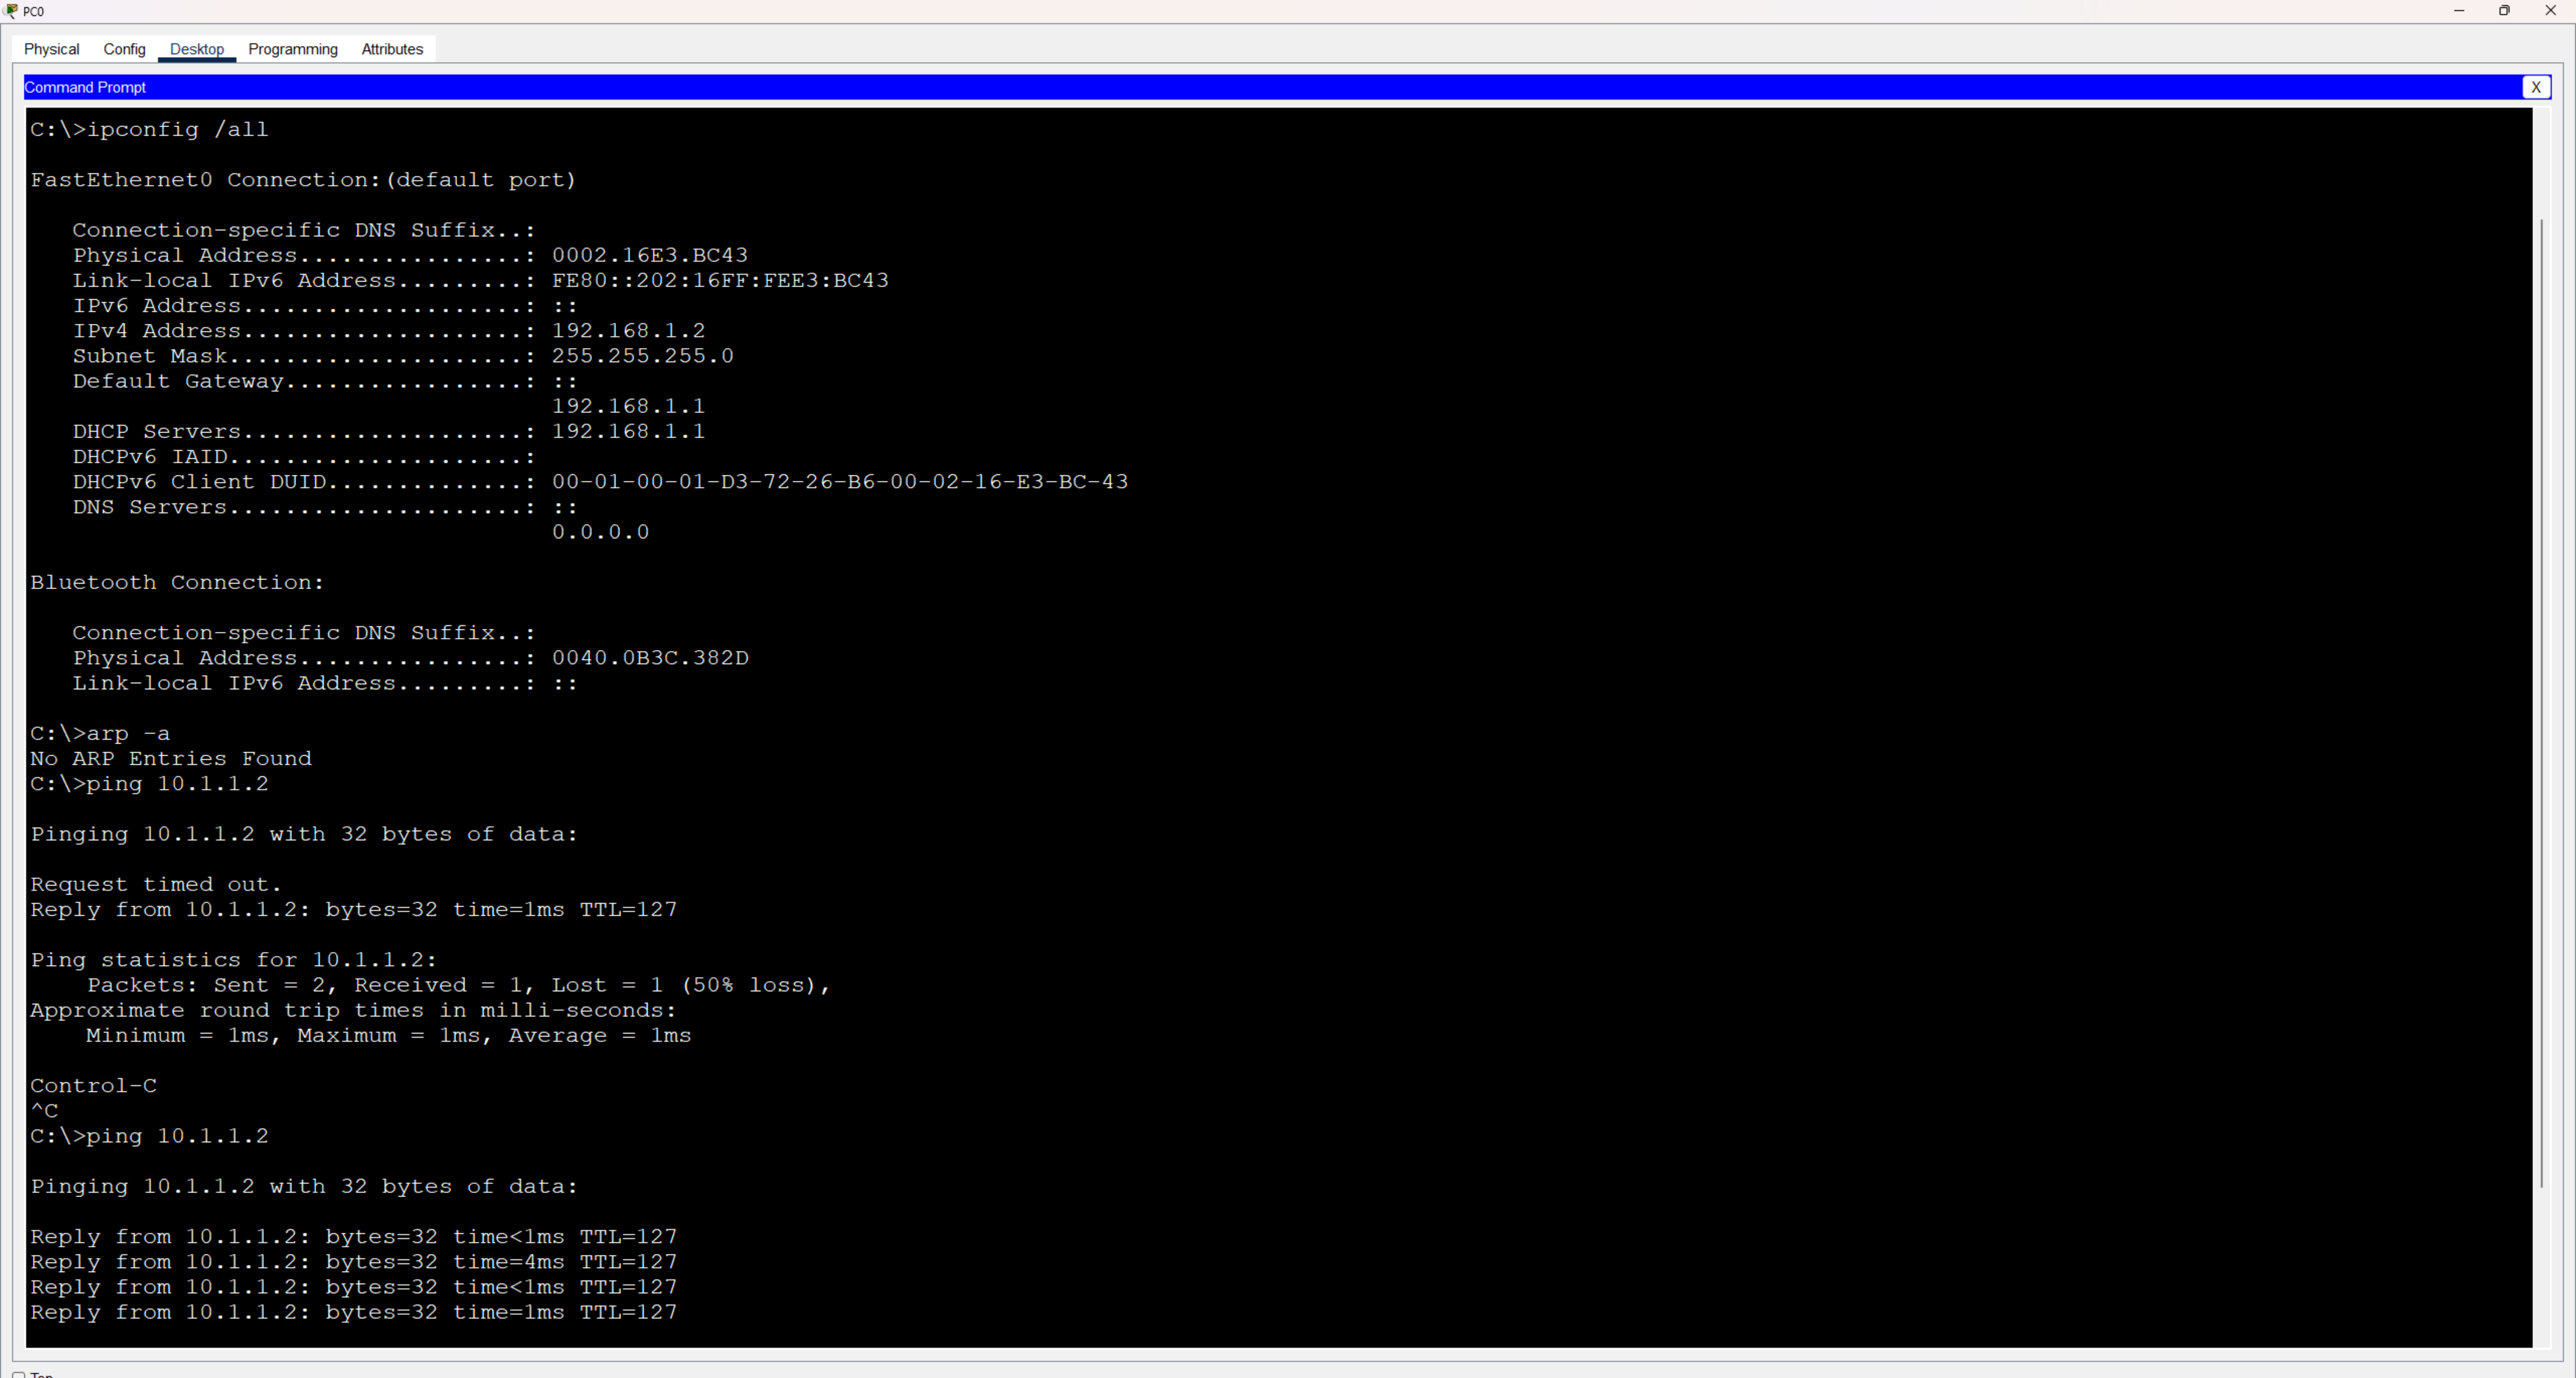 PC0
Physical Config Desktop Programming Attributes
Command Prompt
X
C:\>ipconfig /all
FastEthernet0 Connection:(default port)
Connection-specific DNS Suffix..:
Physical Address................: 0002.16E3.BC43
Link-local IPv6 Address.........: FE80::202:16FF:FEE3:BC43
IPv6 Address....................: ::
IPv4 Address....................: 192.168.1.2
Subnet Mask.....................: 255.255.255.0
Default Gateway.................: ::
192.168.1.1
DHCP Servers....................: 192.168.1.1
DHCPv6 IAID.....................:
DHCPv6 Client DUID..............: 00-01-00-01-D3-72-26-B6-00-02-16-E3-BC-43
DNS Servers.....................: ::
0.0.0.0
Bluetooth Connection:
Connection-specific DNS Suffix..:
Physical Address................: 0040.0B3C.382D
Link-local IPv6 Address.........: ::
C:\>arp -a
No ARP Entries Found
C:\>ping 10.1.1.2
Pinging 10.1.1.2 with 32 bytes of data:
Request timed out.
Reply from 10.1.1.2: bytes=32 time=1ms TTL=127
Ping statistics for 10.1.1.2:
Packets: Sent = 2, Received = 1, Lost = 1 (50% loss),
Approximate round trip times in milli-seconds:
Minimum = 1ms, Maximum = 1ms, Average = 1ms
Control-C
^C
C:\>ping 10.1.1.2
Pinging 10.1.1.2 with 32 bytes of data:
Reply from 10.1.1.2: bytes=32 time<1ms TTL=127
Reply from 10.1.1.2: bytes=32 time=4ms TTL=127
Reply from 10.1.1.2: bytes=32 time<1ms TTL=127
Reply from 10.1.1.2: bytes=32 time=1ms TTL=127